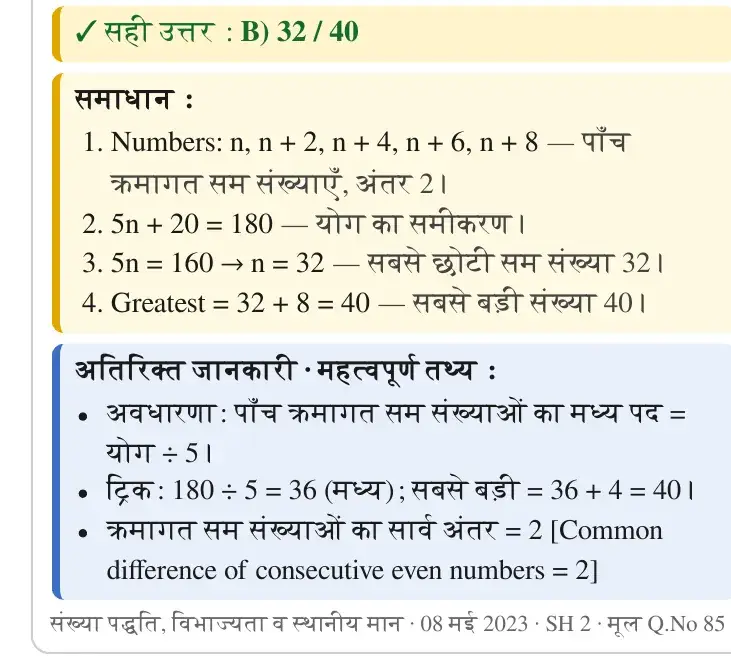 ✓ सही उत्तर : B) 32 / 40
समाधान :
1. Numbers: n, n + 2, n + 4, n + 6, n + 8 — पाँच
क्रमागत सम संख्याएँ, अंतर 2।
2. 5n + 20 = 180 — योग का समीकरण।
3. 5n = 160 → n = 32 — सबसे छोटी सम संख्या 32।
4. Greatest = 32 + 8 = 40 — सबसे बड़ी संख्या 40।
अतिरिक्त जानकारी · महत्वपूर्ण तथ्य :
• अवधारणा : पाँच क्रमागत सम संख्याओं का मध्य पद =
योग ÷ 5।
• ट्रिक : 180 ÷ 5 = 36 (मध्य) ; सबसे बड़ी = 36 + 4 = 40।
• क्रमागत सम संख्याओं का सार्व अंतर = 2 [Common
difference of consecutive even numbers = 2]
संख्या पद्धति, विभाज्यता व स्थानीय मान · 08 मई 2023 · SH 2 · मूल Q.No 85